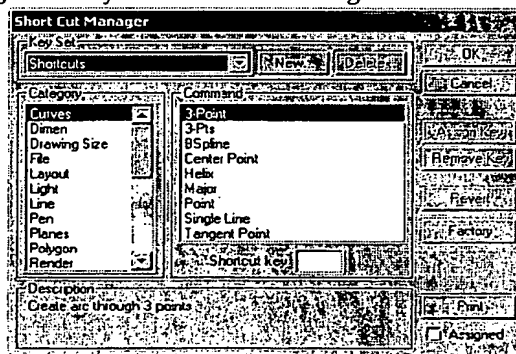 Short Cut Manager
Key Set
Shortcuts
New
Delete
OK
Cancel
Category
Curves
Dimen
Drawing Size
File
Layout
Light
Line
Pen
Planes
Polygon
Render
Command
3-Point
3-Pts
BSpline
Center Point
Helix
Major
Point
Single Line
Tangent Point
Shortcut key
Assign Key
Remove Key
Revert
Factory
Description
Create arc through 3 points
Print
Assigned